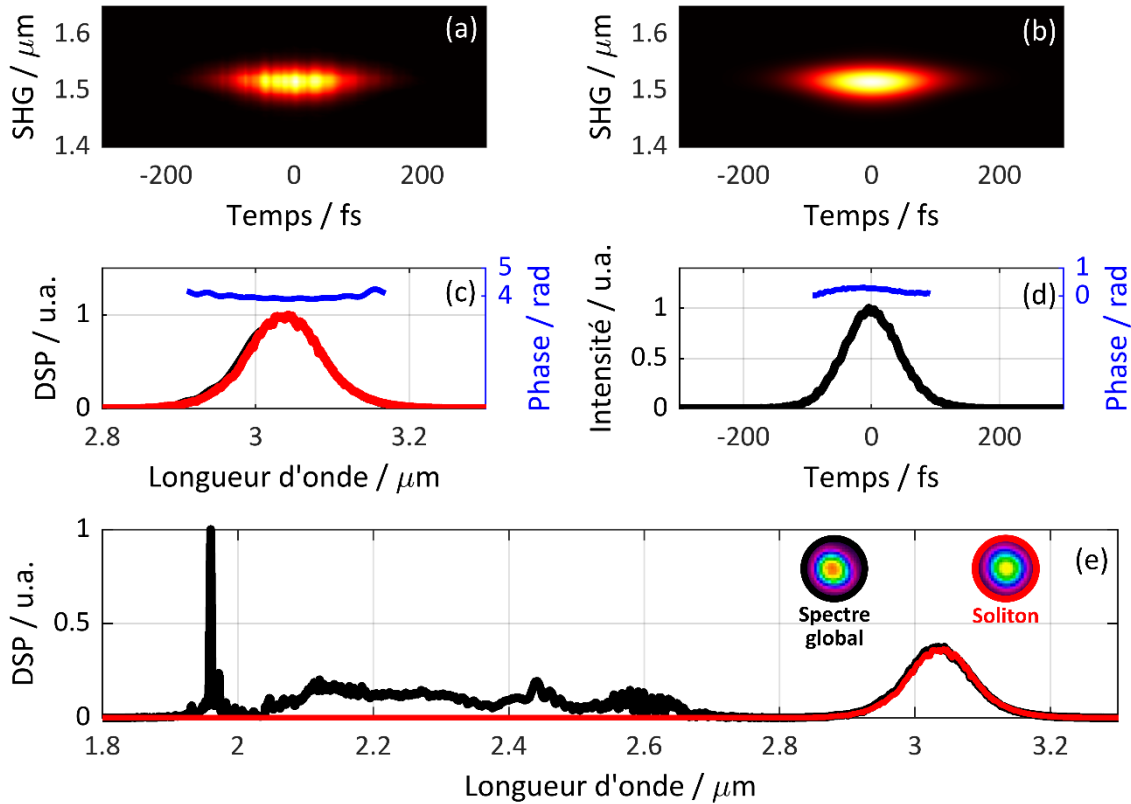 (a)
SHG / μm
1.6
1.5
1.4
-200 0 200
Temps / fs
(b)
SHG / μm
1.6
1.5
1.4
-200 0 200
Temps / fs
(c)
DSP / u.a.
1
0
5
4
Phase / rad
2.8 3 3.2
Longueur d'onde / μm
(d)
Intensité / u.a.
1
0.5
0
1
0
Phase / rad
-200 0 200
Temps / fs
(e)
DSP / u.a.
1
0.5
0
Spectre
global
Soliton
1.8 2 2.2 2.4 2.6 2.8 3 3.2
Longueur d'onde / μm